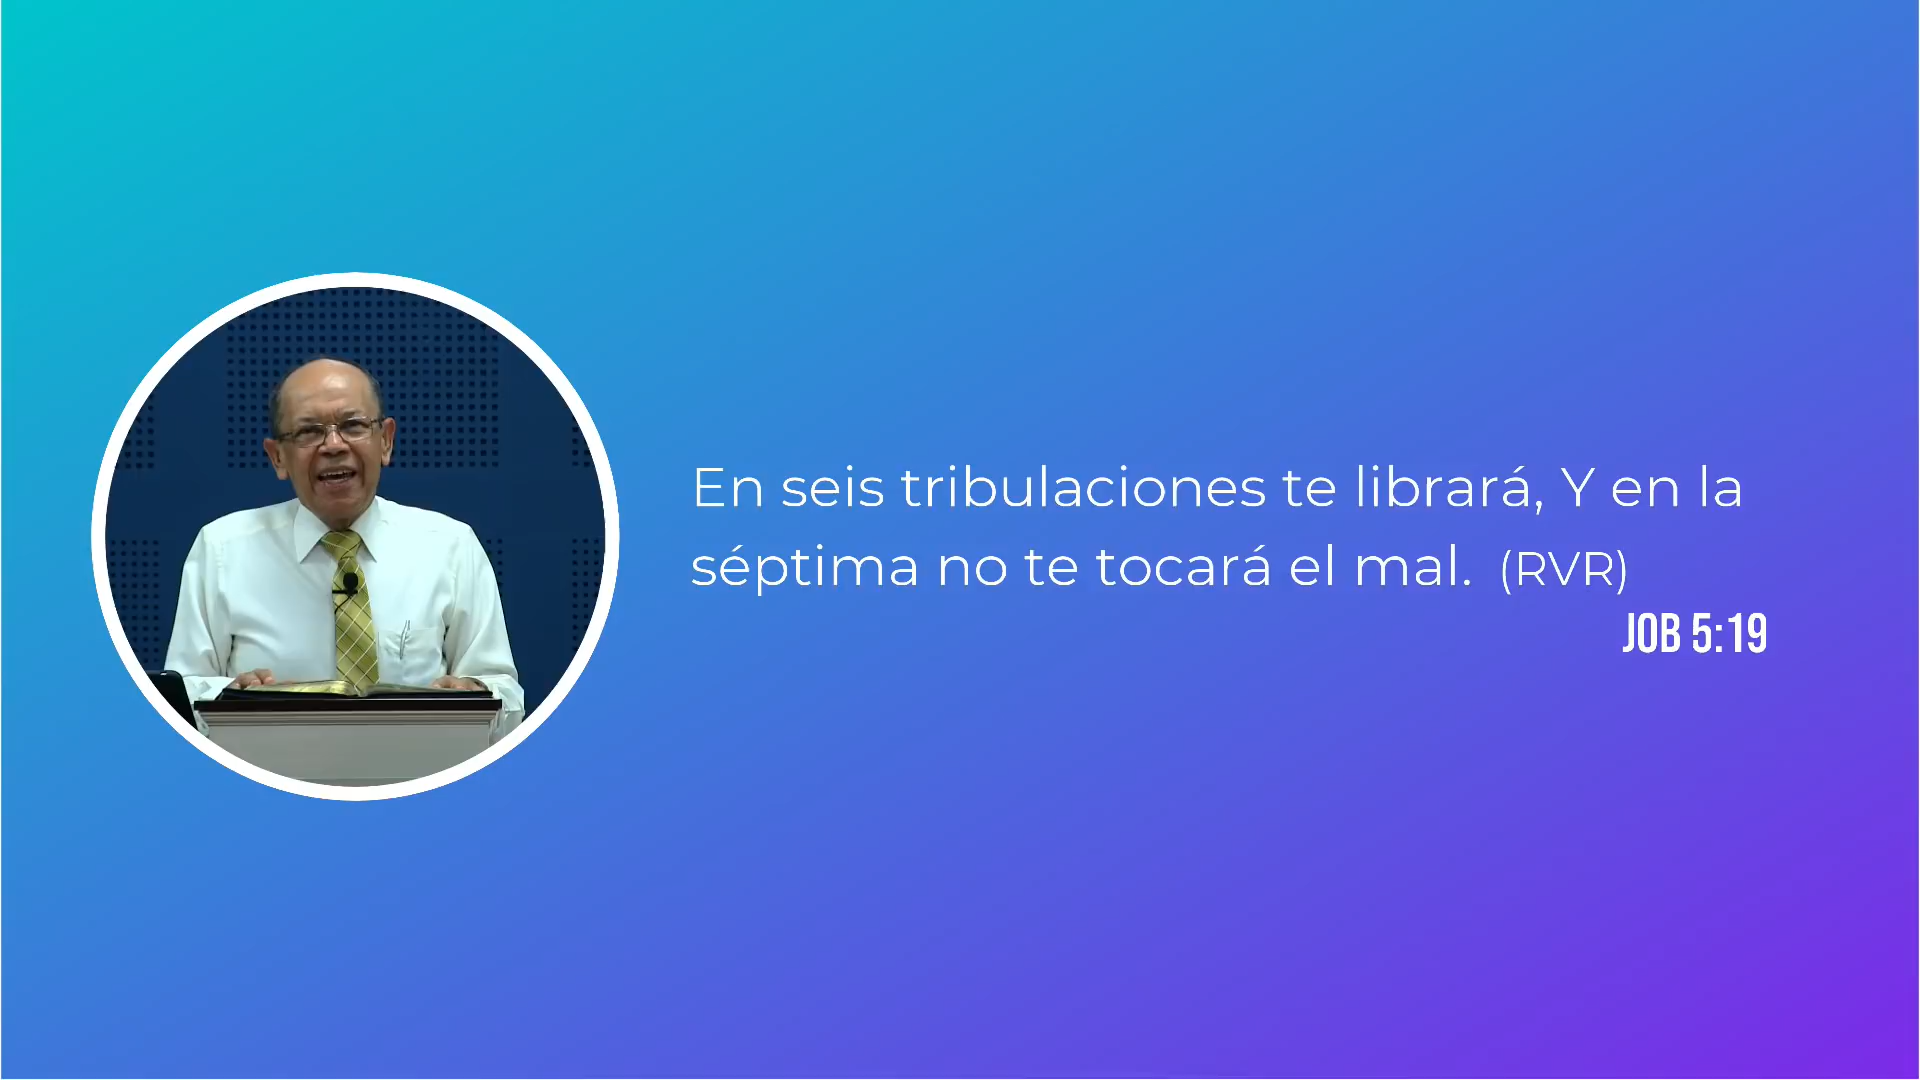 En seis tribulaciones te librará, Y en la
séptima no te tocará el mal. (RVR)
JOB 5:19